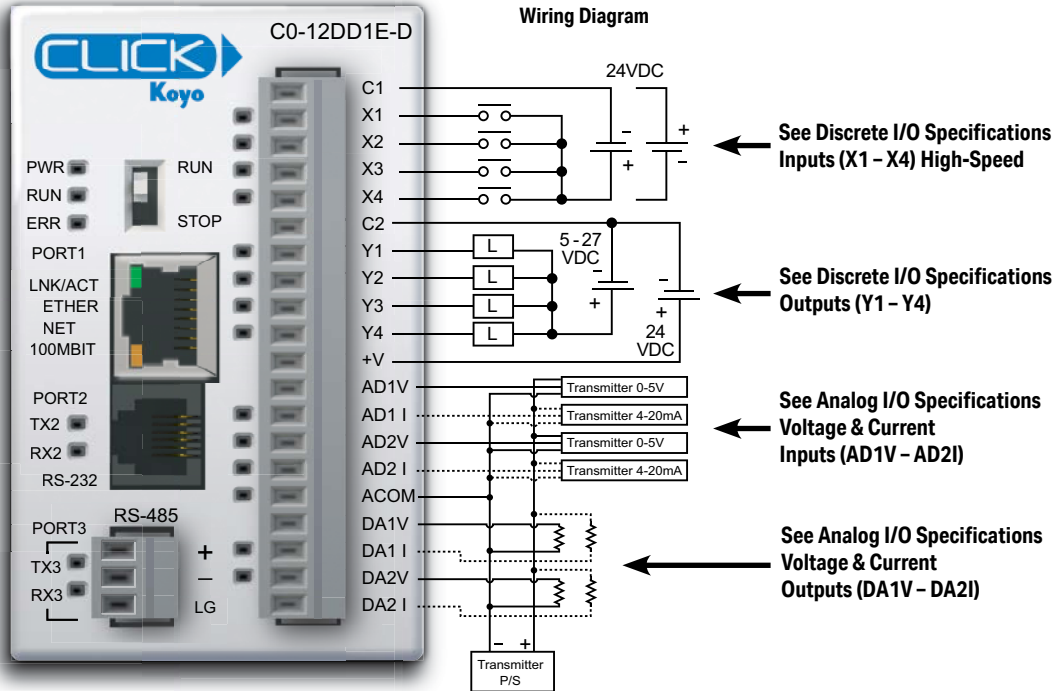 Wiring Diagram
C0-12DD1E-D
CLICK
Koyo
PWR
RUN
ERR
RUN
STOP
PORT1
LNK/ACT
ETHER
NET
100MBIT
PORT2
TX2
RX2
RS-232
PORT3
RS-485
TX3
RX3
+
–
LG
C1
X1
X2
X3
X4
C2
Y1
Y2
Y3
Y4
+V
AD1V
AD1 I
AD2V
AD2 I
ACOM
DA1V
DA1 I
DA2V
DA2 I
24VDC
–
+
+
–
L
L
L
L
5 - 27
VDC
–
+
–
+
24
VDC
Transmitter 0-5V
Transmitter 4-20mA
Transmitter 0-5V
Transmitter 4-20mA
– +
Transmitter
P/S
See Discrete I/O Specifications
Inputs (X1 – X4) High-Speed
See Discrete I/O Specifications
Outputs (Y1 – Y4)
See Analog I/O Specifications
Voltage & Current
Inputs (AD1V – AD2I)
See Analog I/O Specifications
Voltage & Current
Outputs (DA1V – DA2I)